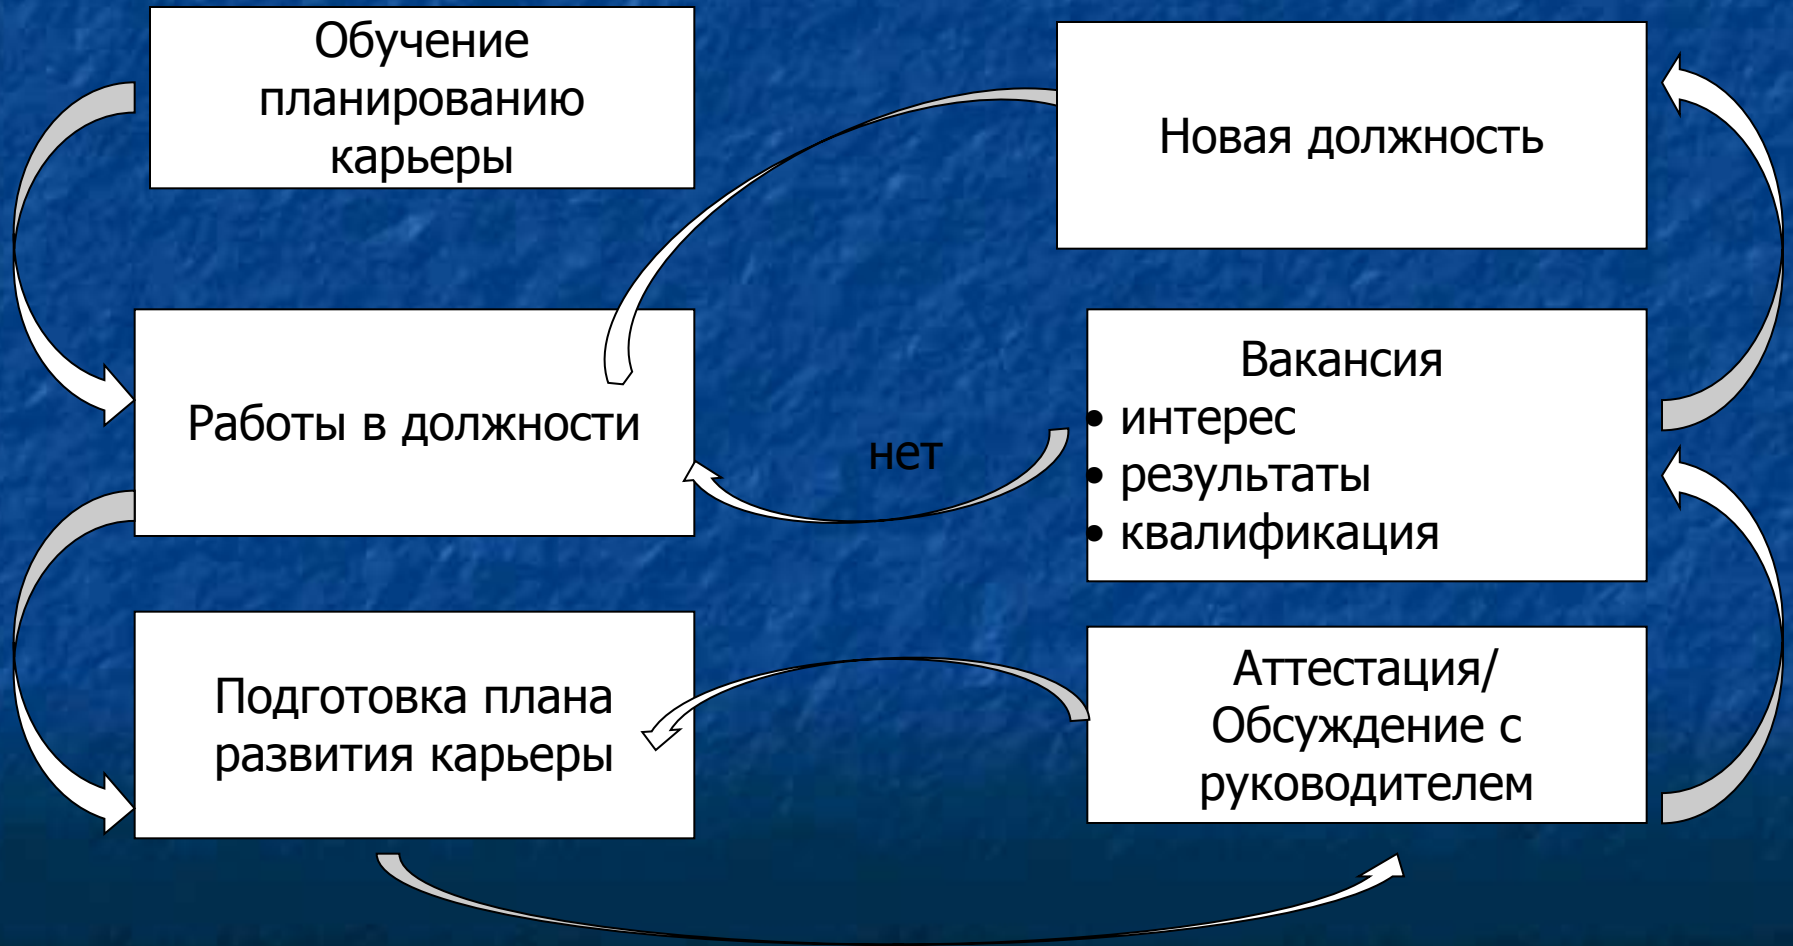 Обучение
планированию
карьеры
Новая должность
Работы в должности
нет
Вакансия
• интерес
• результаты
• квалификация
Подготовка плана
развития карьеры
Аттестация/
Обсуждение с
руководителем